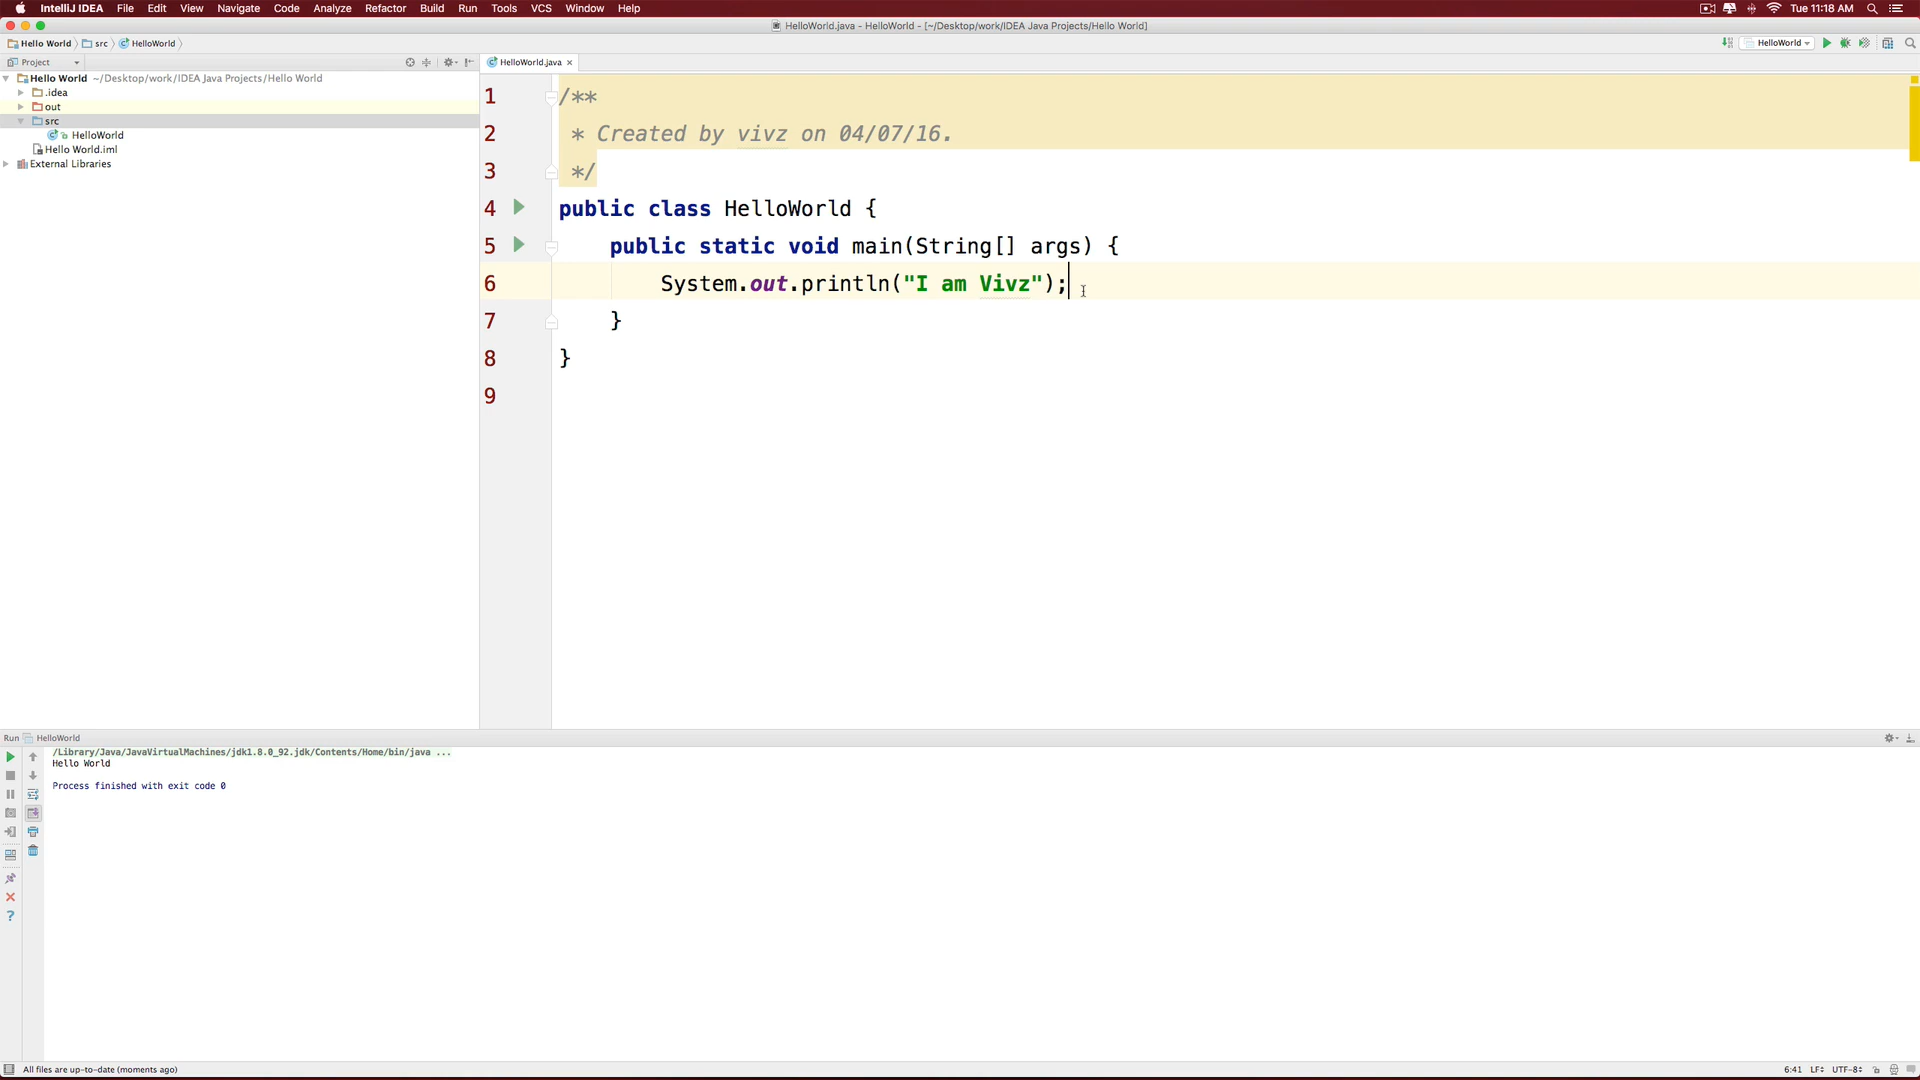 IntelliJ IDEA File Edit View Navigate Code Analyze Refactor Build Run Tools VCS Window Help Tue 11:18 AM
HelloWorld.java - HelloWorld - [~/Desktop/work/IDEA Java Projects/Hello World]
Hello World src HelloWorld HelloWorld
Project HelloWorld.java
Hello World ~/Desktop/work/IDEA Java Projects/Hello World
.idea
out
src
HelloWorld
Hello World.iml
External Libraries
1 /**
2 * Created by vivz on 04/07/16.
3 */
4 public class HelloWorld {
5 public static void main(String[] args) {
6 System.out.println("I am Vivz");
7 }
8 }
9
Run HelloWorld
/Library/Java/JavaVirtualMachines/jdk1.8.0_92.jdk/Contents/Home/bin/java ...
Hello World
Process finished with exit code 0
All files are up-to-date (moments ago) 6:41 LF UTF-8